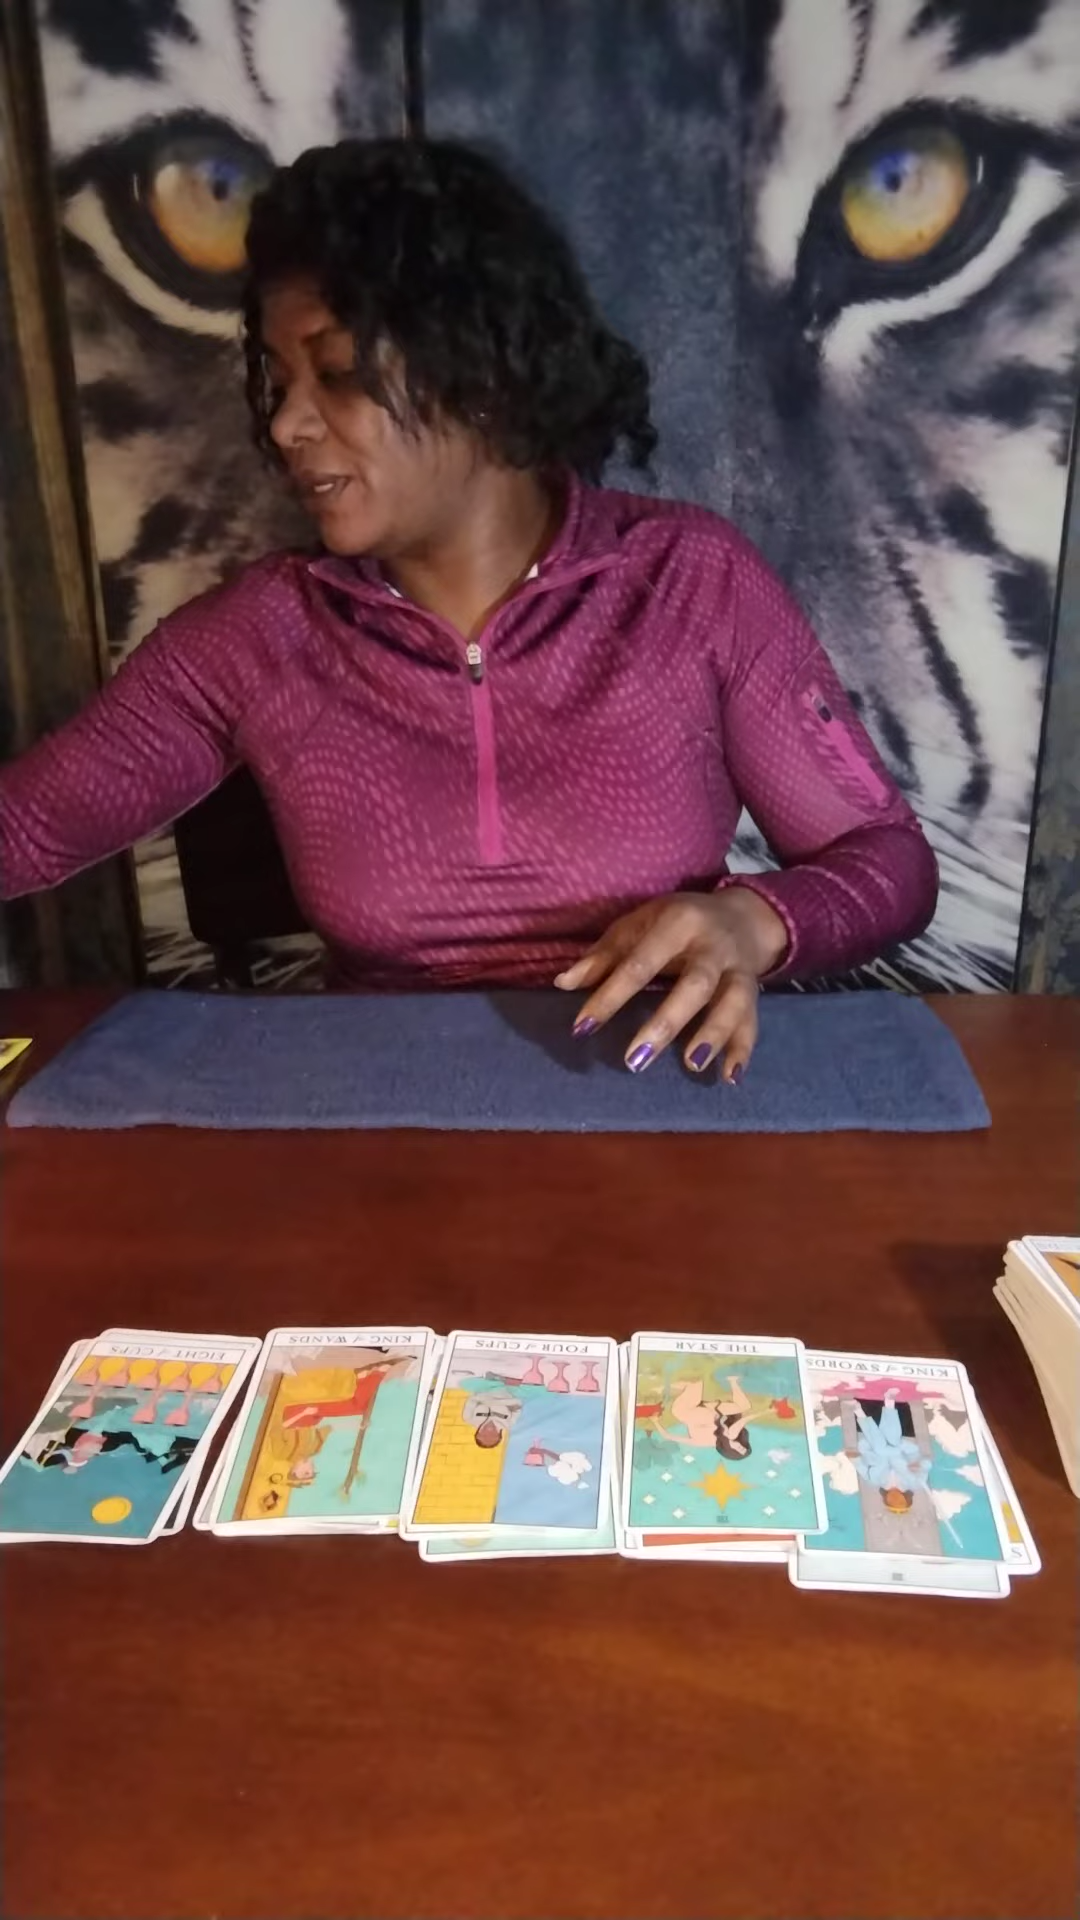 EIGHT of CUPS
KING of WANDS
FOUR of CUPS
THE STAR
KING of SWORDS
S